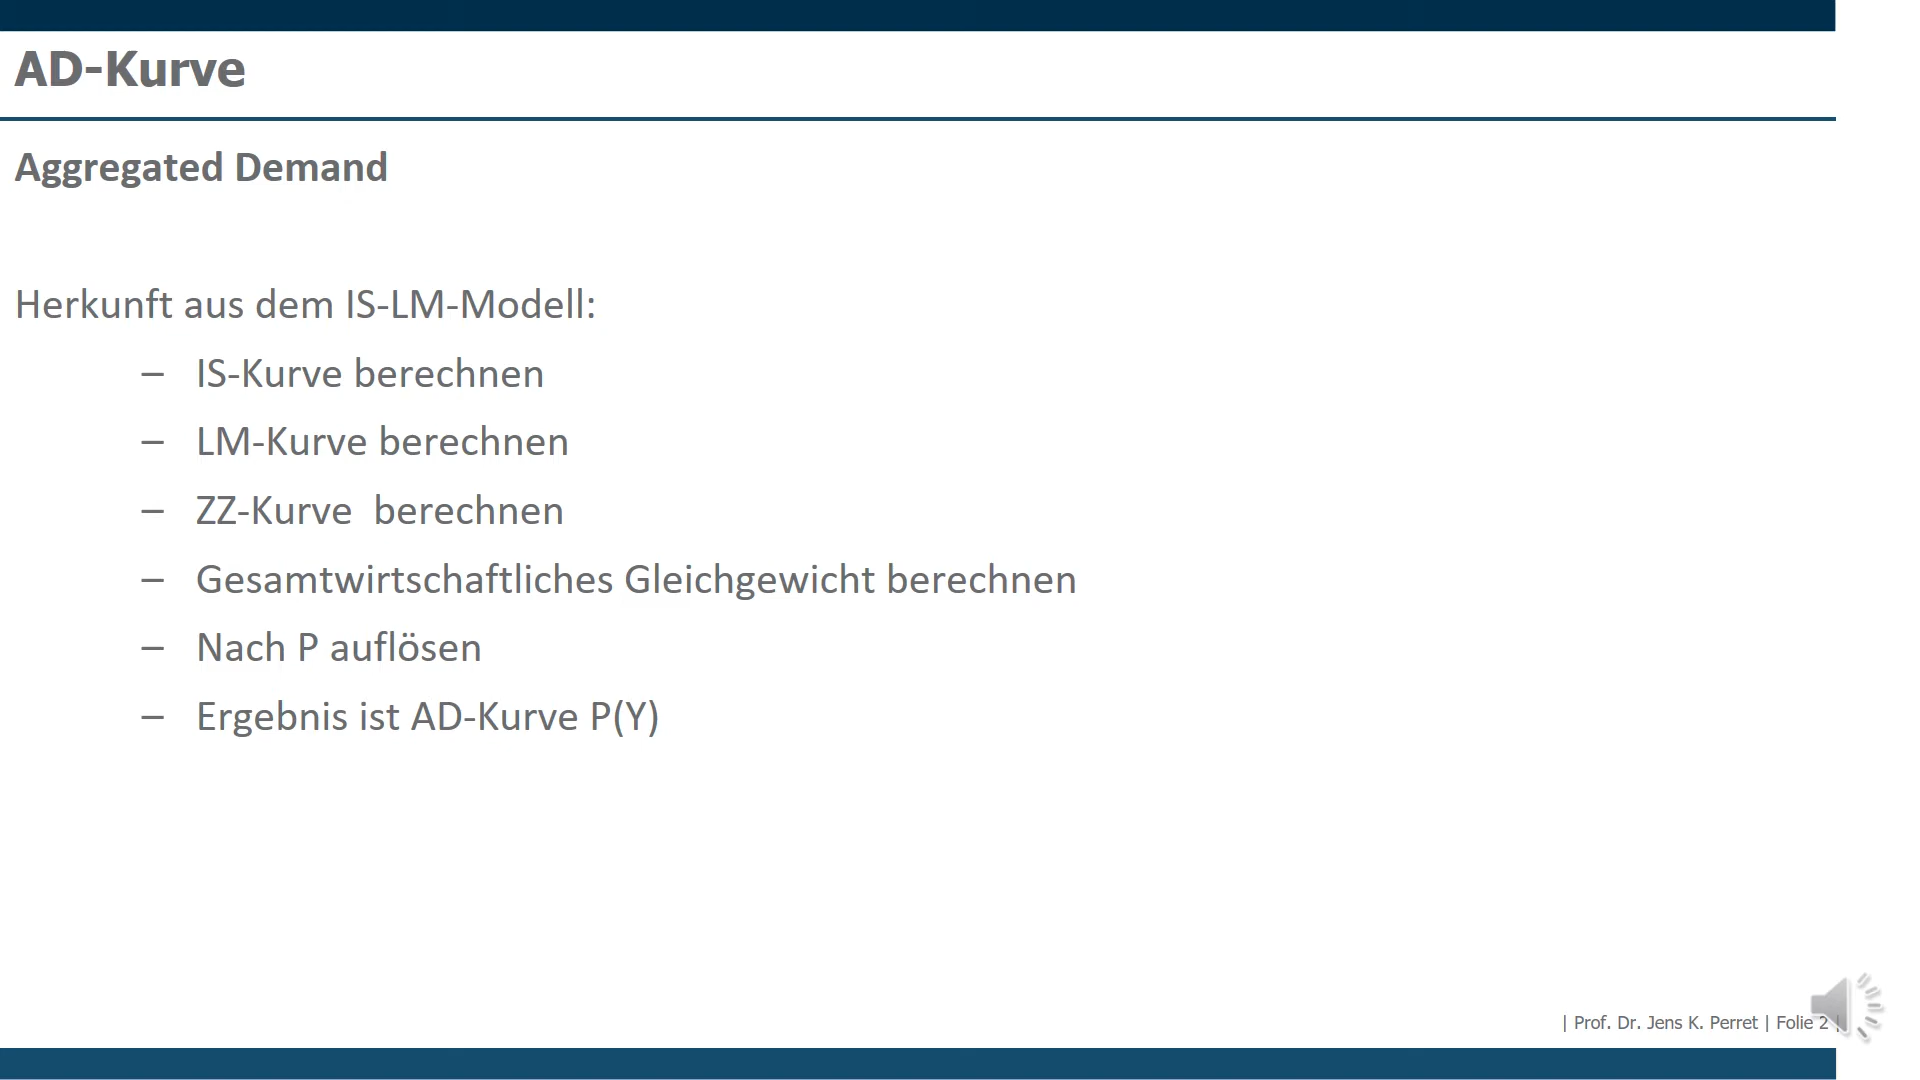 AD-Kurve
Aggregated Demand
Herkunft aus dem IS-LM-Modell:
– IS-Kurve berechnen
– LM-Kurve berechnen
– ZZ-Kurve  berechnen
– Gesamtwirtschaftliches Gleichgewicht berechnen
– Nach P auflösen
– Ergebnis ist AD-Kurve P(Y)
| Prof. Dr. Jens K. Perret | Folie 2 |